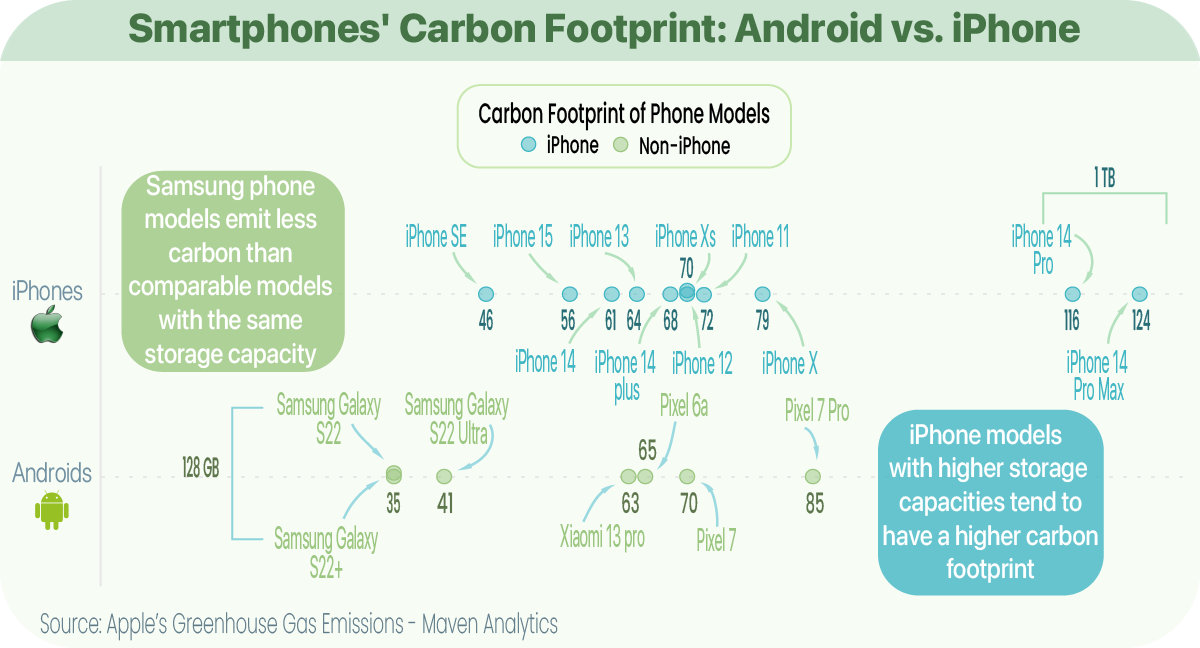 Smartphones' Carbon Footprint: Android vs. iPhone
Carbon Footprint of Phone Models
iPhone
Non-iPhone
Samsung phone
models emit less
carbon than
comparable models
with the same
storage capacity
1 TB
iPhone SE
iPhone 15
iPhone 13
iPhone Xs
iPhone 11
iPhone 14
Pro
70
iPhones
46
56
61
64
68
72
79
116
124
iPhone 14
iPhone 14
plus
iPhone 12
iPhone X
iPhone 14
Pro Max
Samsung Galaxy
S22
Samsung Galaxy
S22 Ultra
Pixel 6a
Pixel 7 Pro
65
128 GB
Androids
35
41
63
70
85
Samsung Galaxy
S22+
Xiaomi 13 pro
Pixel 7
iPhone models
with higher storage
capacities tend to
have a higher carbon
footprint
Source: Apple’s Greenhouse Gas Emissions - Maven Analytics